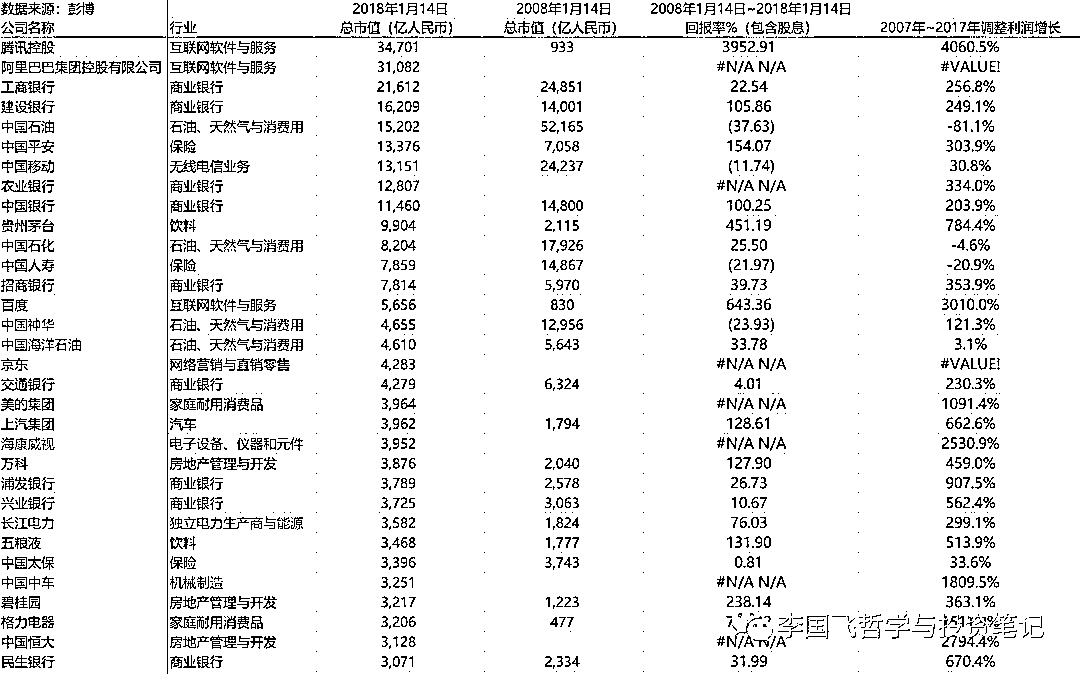 数据来源：彭博 2018年1月14日 2008年1月14日 2008年1月14日~2018年1月14日
公司名称 行业 总市值（亿人民币） 总市值（亿人民币） 回报率%（包含股息） 2007年~2017年调整利润增长
腾讯控股 互联网软件与服务 34,701 933 3952.91 4060.5%
阿里巴巴集团控股有限公司 互联网软件与服务 31,082 #N/A N/A #VALUE!
工商银行 商业银行 21,612 24,851 22.54 256.8%
建设银行 商业银行 16,209 14,001 105.86 249.1%
中国石油 石油、天然气与消费用 15,202 52,165 (37.63) -81.1%
中国平安 保险 13,376 7,058 154.07 303.9%
中国移动 无线电信业务 13,151 24,237 (11.74) 30.8%
农业银行 商业银行 12,807 #N/A N/A 334.0%
中国银行 商业银行 11,460 14,800 100.25 203.9%
贵州茅台 饮料 9,904 2,115 451.19 784.4%
中国石化 石油、天然气与消费用 8,204 17,926 25.50 -4.6%
中国人寿 保险 7,859 14,867 (21.97) -20.9%
招商银行 商业银行 7,814 5,970 39.73 353.9%
百度 互联网软件与服务 5,656 830 643.36 3010.0%
中国神华 石油、天然气与消费用 4,655 12,956 (23.93) 121.3%
中国海洋石油 石油、天然气与消费用 4,610 5,643 33.78 3.1%
京东 网络营销与直销零售 4,283 #N/A N/A #VALUE!
交通银行 商业银行 4,279 6,324 4.01 230.3%
美的集团 家庭耐用消费品 3,964 #N/A N/A 1091.4%
上汽集团 汽车 3,962 1,794 128.61 662.6%
海康威视 电子设备、仪器和元件 3,952 #N/A N/A 2530.9%
万科 房地产管理与开发 3,876 2,040 127.90 459.0%
浦发银行 商业银行 3,789 2,578 26.73 907.5%
兴业银行 商业银行 3,725 3,063 10.67 562.4%
长江电力 独立电力生产商与能源 3,582 1,824 76.03 299.1%
五粮液 饮料 3,468 1,777 131.90 513.9%
中国太保 保险 3,396 3,743 0.81 33.6%
中国中车 机械制造 3,251 #N/A N/A 1809.5%
碧桂园 房地产管理与开发 3,217 1,223 238.14 363.1%
格力电器 家庭耐用消费品 3,206 477
李国飞哲学与投资笔记
中国恒大 房地产管理与开发 3,128 #N/A N/A 2794.4%
民生银行 商业银行 3,071 2,334 31.99 670.4%